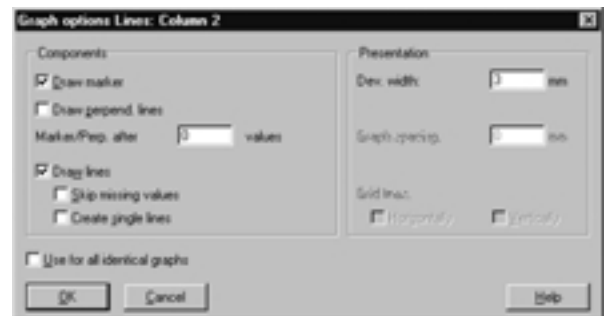 Graph options Lines: Column 2
Components
Draw marker
Draw perpend. lines
Marker/Perp. after 0 values
Draw lines
Skip missing values
Create single lines
Use for all identical graphs
Presentation
Dev. width: 3 mm
Graph spacing: 0 mm
Grid lines:
Horizontally Vertically
OK Cancel Help